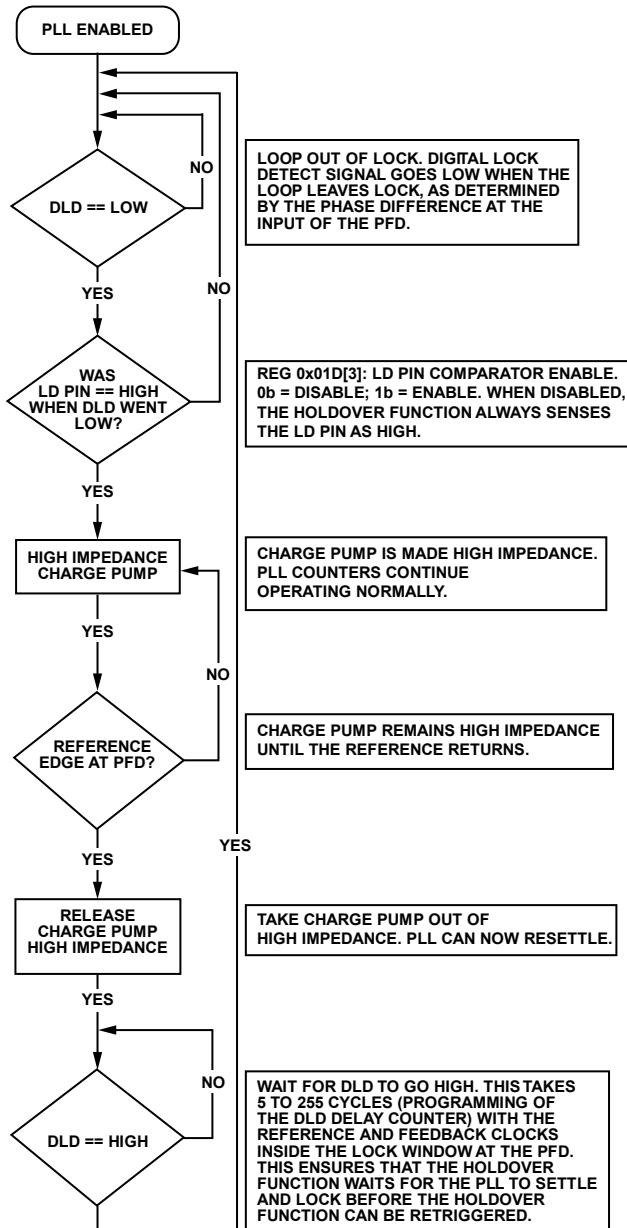 PLL ENABLED
NO
DLD == LOW
LOOP OUT OF LOCK. DIGITAL LOCK
DETECT SIGNAL GOES LOW WHEN THE
LOOP LEAVES LOCK, AS DETERMINED
BY THE PHASE DIFFERENCE AT THE
INPUT OF THE PFD.
YES
NO
WAS
LD PIN == HIGH
WHEN DLD WENT
LOW?
REG 0x01D[3]: LD PIN COMPARATOR ENABLE.
0b = DISABLE; 1b = ENABLE. WHEN DISABLED,
THE HOLDOVER FUNCTION ALWAYS SENSES
THE LD PIN AS HIGH.
YES
HIGH IMPEDANCE
CHARGE PUMP
CHARGE PUMP IS MADE HIGH IMPEDANCE.
PLL COUNTERS CONTINUE
OPERATING NORMALLY.
YES
NO
REFERENCE
EDGE AT PFD?
CHARGE PUMP REMAINS HIGH IMPEDANCE
UNTIL THE REFERENCE RETURNS.
YES
YES
RELEASE
CHARGE PUMP
HIGH IMPEDANCE
TAKE CHARGE PUMP OUT OF
HIGH IMPEDANCE. PLL CAN NOW RESETTLE.
YES
NO
DLD == HIGH
WAIT FOR DLD TO GO HIGH. THIS TAKES
5 TO 255 CYCLES (PROGRAMMING OF
THE DLD DELAY COUNTER) WITH THE
REFERENCE AND FEEDBACK CLOCKS
INSIDE THE LOCK WINDOW AT THE PFD.
THIS ENSURES THAT THE HOLDOVER
FUNCTION WAITS FOR THE PLL TO SETTLE
AND LOCK BEFORE THE HOLDOVER
FUNCTION CAN BE RETRIGGERED.